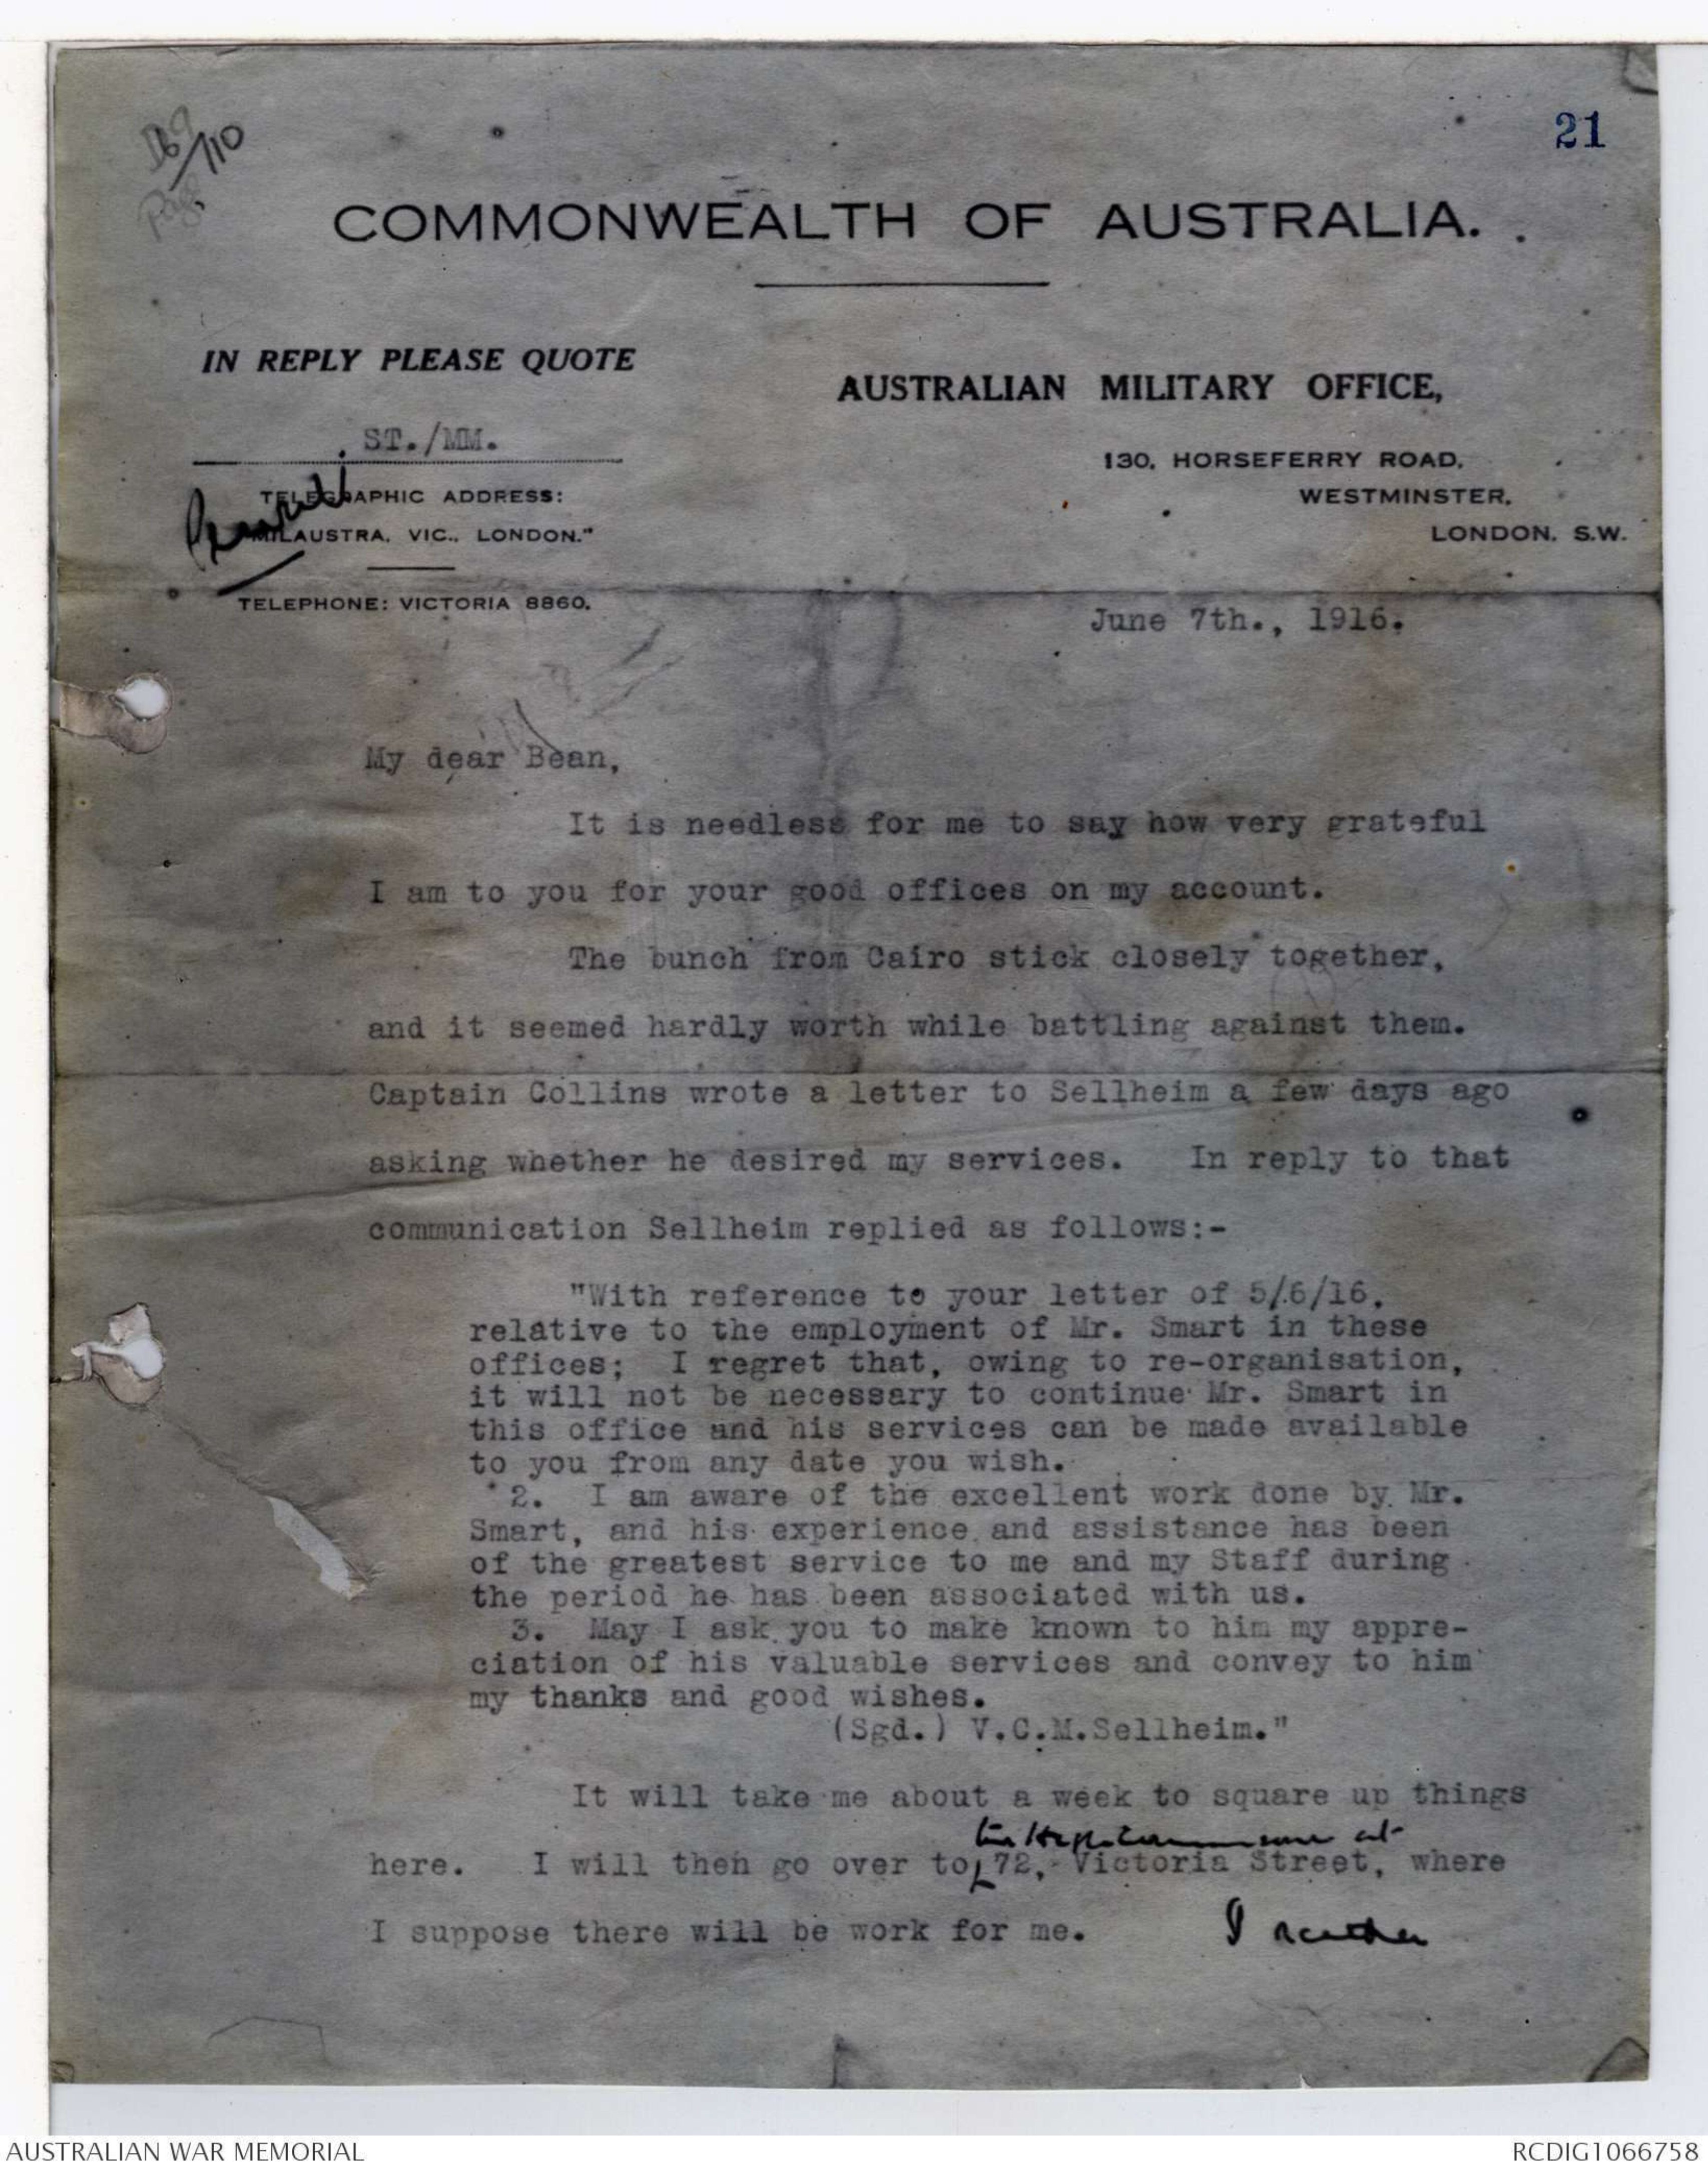 21
COMMONWEALTH OF AUSTRALIA.
IN REPLY PLEASE QUOTE
ST./MM.
TELEGRAPHIC ADDRESS:
"MILAUSTRA, VIC., LONDON."
TELEPHONE: VICTORIA 8860.
AUSTRALIAN MILITARY OFFICE,
130, HORSEFERRY ROAD,
WESTMINSTER,
LONDON. S.W.
June 7th., 1916.
My dear Bean,
It is needless for me to say how very grateful
I am to you for your good offices on my account.
The bunch from Cairo stick closely together,
and it seemed hardly worth while battling against them.
Captain Collins wrote a letter to Sellheim a few days ago
asking whether he desired my services. In reply to that
communication Sellheim replied as follows:-
"With reference to your letter of 5/6/16,
relative to the employment of Mr. Smart in these
offices; I regret that, owing to re-organisation,
it will not be necessary to continue Mr. Smart in
this office and his services can be made available
to you from any date you wish.
2. I am aware of the excellent work done by Mr.
Smart, and his experience and assistance has been
of the greatest service to me and my Staff during
the period he has been associated with us.
3. May I ask you to make known to him my appre-
ciation of his valuable services and convey to him
my thanks and good wishes.
(Sgd.) V.C.M.Sellheim."
It will take me about a week to square up things
the High Commissioner at
here. I will then go over to 72, Victoria Street, where
I suppose there will be work for me. I rather
AUSTRALIAN WAR MEMORIAL
RCDIG1066758